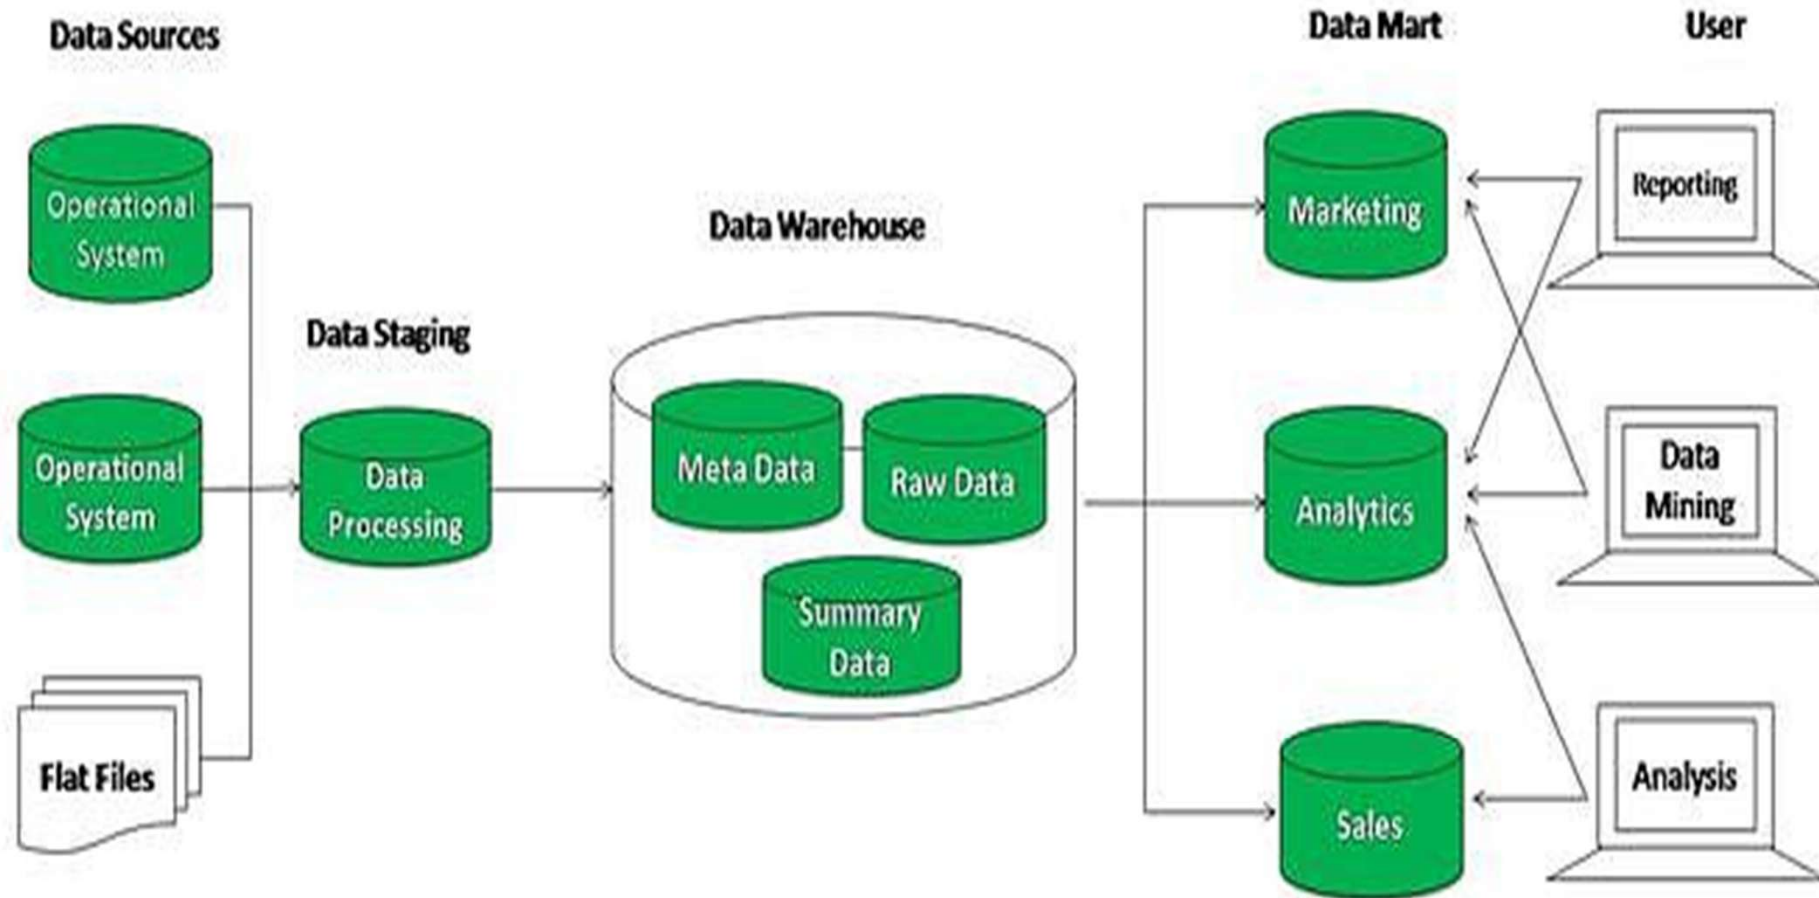 Data Sources
Operational
System
Operational
System
Flat Files
Data Staging
Data
Processing
Data Warehouse
Meta Data
Raw Data
Summary
Data
Data Mart
Marketing
Analytics
Sales
User
Reporting
Data
Mining
Analysis